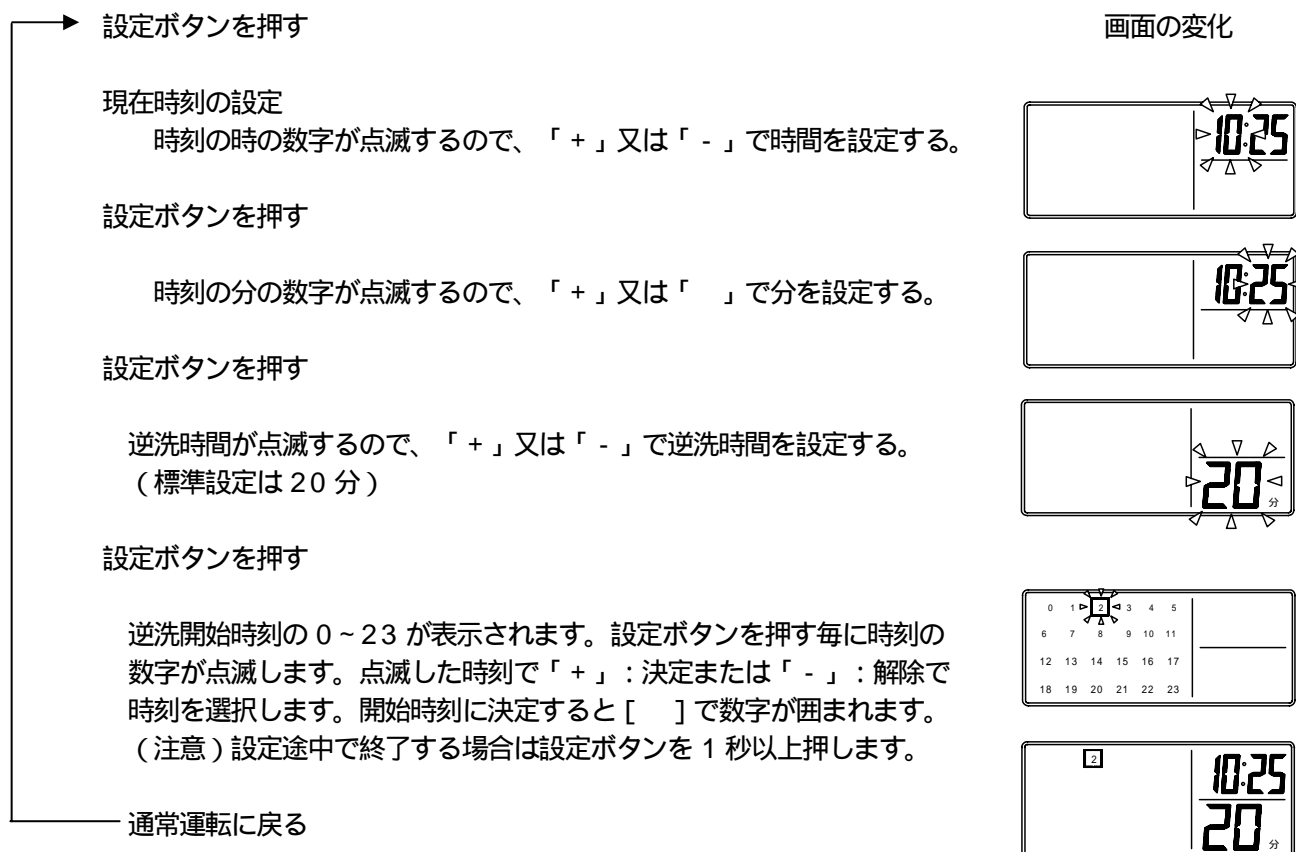 設定ボタンを押す
画面の変化
現在時刻の設定
時刻の時の数字が点滅するので、「+」又は「-」で時間を設定する。
10:25
設定ボタンを押す
時刻の分の数字が点滅するので、「+」又は「　」で分を設定する。
10:25
設定ボタンを押す
逆洗時間が点滅するので、「+」又は「-」で逆洗時間を設定する。
(標準設定は20分)
20分
設定ボタンを押す
逆洗開始時刻の0~23が表示されます。設定ボタンを押す毎に時刻の
数字が点滅します。点滅した時刻で「+」:決定または「-」:解除で
時刻を選択します。開始時刻に決定すると[　]で数字が囲まれます。
(注意)設定途中で終了する場合は設定ボタンを1秒以上押します。
0 1 2 3 4 5
6 7 8 9 10 11
12 13 14 15 16 17
18 19 20 21 22 23
通常運転に戻る
2
10:25
20分